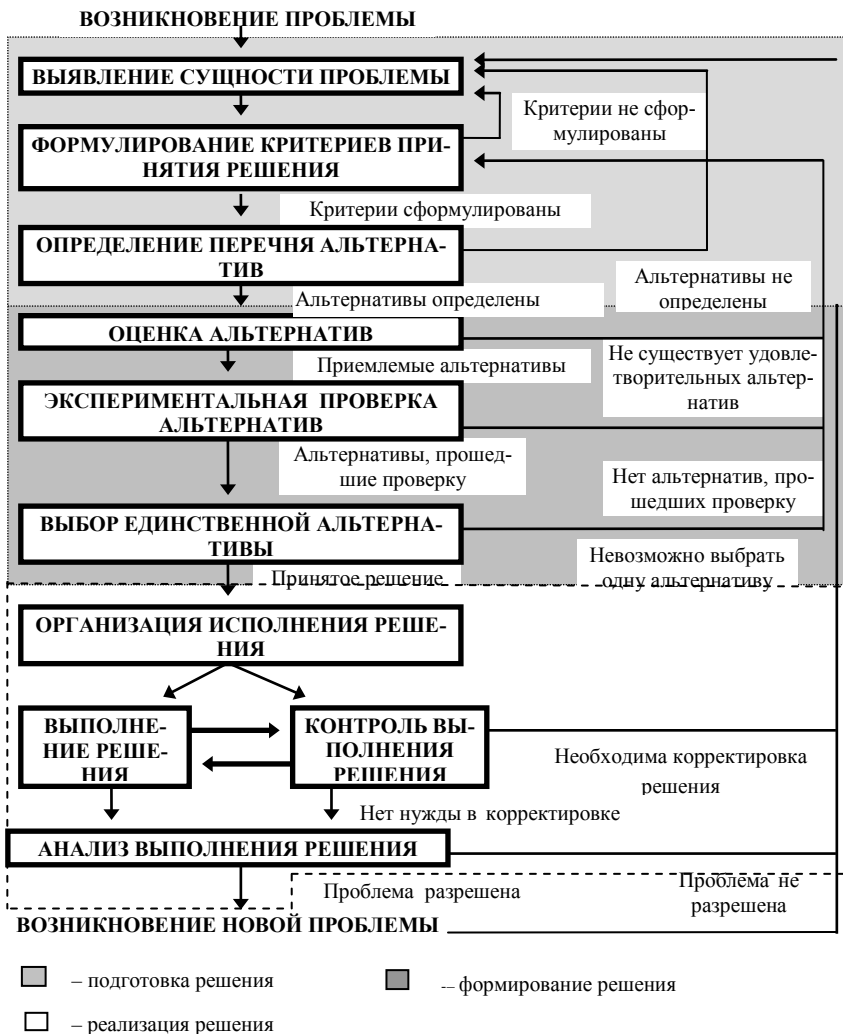 ВОЗНИКНОВЕНИЕ ПРОБЛЕМЫ
ВЫЯВЛЕНИЕ СУЩНОСТИ ПРОБЛЕМЫ
Критерии не сфор-
мулированы
ФОРМУЛИРОВАНИЕ КРИТЕРИЕВ ПРИ-
НЯТИЯ РЕШЕНИЯ
Критерии сформулированы
ОПРЕДЕЛЕНИЕ ПЕРЕЧНЯ АЛЬТЕРНА-
ТИВ
Альтернативы не
определены
Альтернативы определены
ОЦЕНКА АЛЬТЕРНАТИВ
Приемлемые альтернативы
Не существует удовле-
творительных альтер-
натив
ЭКСПЕРИМЕНТАЛЬНАЯ ПРОВЕРКА
АЛЬТЕРНАТИВ
Альтернативы, прошед-
шие проверку
Нет альтернатив, про-
шедших проверку
ВЫБОР ЕДИНСТВЕННОЙ АЛЬТЕРНА-
ТИВЫ
Невозможно выбрать
одну альтернативу
Принятое решение
ОРГАНИЗАЦИЯ ИСПОЛНЕНИЯ РЕШЕ-
НИЯ
ВЫПОЛНЕ-
НИЕ РЕШЕ-
НИЯ
КОНТРОЛЬ ВЫ-
ПОЛНЕНИЯ
РЕШЕНИЯ
Необходима корректировка
решения
Нет нужды в корректировке
АНАЛИЗ ВЫПОЛНЕНИЯ РЕШЕНИЯ
Проблема разрешена
Проблема не
разрешена
ВОЗНИКНОВЕНИЕ НОВОЙ ПРОБЛЕМЫ
– подготовка решения
– формирование решения
– реализация решения